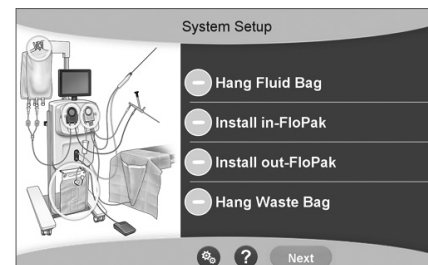 System Setup
Hang Fluid Bag
Install in-FloPak
Install out-FloPak
Hang Waste Bag
?
Next